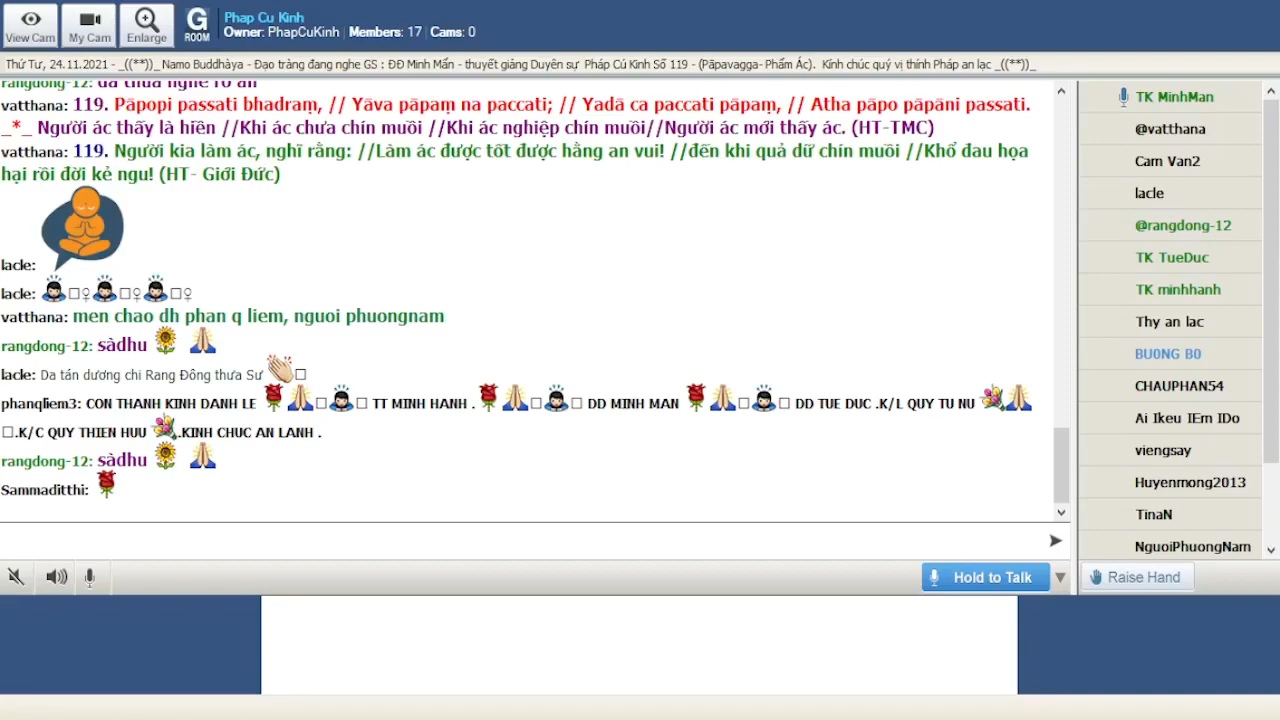 View Cam
My Cam
Enlarge
G
ROOM
Phap Cu Kinh
Owner: PhapCuKinh | Members: 17 | Cams: 0
Thứ Tư, 24.11.2021 - _((**))_ Namo Buddhàya - Đạo tràng đang nghe GS : ĐĐ Minh Mẫn - thuyết giảng Duyên sự Pháp Cú Kinh Số 119 - (Pāpavagga- Phẩm Ác). Kính chúc quý vị thính Pháp an lạc _((**))_
rangdong-12:
vatthana: 119. Pāpopi passati bhadraṃ, // Yāva pāpaṃ na paccati; // Yadā ca paccati pāpaṃ, // Atha pāpo pāpāni passati.
_*_ Người ác thấy là hiền //Khi ác chưa chín muồi //Khi ác nghiệp chín muồi//Người ác mới thấy ác. (HT-TMC)
vatthana: 119. Người kia làm ác, nghĩ rằng: //Làm ác được tốt được hằng an vui! //đến khi quả dữ chín muồi //Khổ đau họa
hại rồi đời kẻ ngu! (HT- Giới Đức)
lacle:
lacle: ♀ ♀ ♀
vatthana: men chao dh phan q liem, nguoi phuongnam
rangdong-12: sàdhu
lacle: Da tán dương chi Rang Đông thưa Sư
phanqliem3: CON THANH KINH DANH LE TT MINH HANH . DD MINH MAN DD TUE DUC .K/L QUY TU NU
.K/C QUY THIEN HUU .KINH CHUC AN LANH .
rangdong-12: sàdhu
Sammaditthi:
TK MinhMan
@vatthana
Cam Van2
lacle
@rangdong-12
TK TueDuc
TK minhhanh
Thy an lac
BU0NG B0
CHAUPHAN54
Ai Ikeu IEm IDo
viengsay
Huyenmong2013
TinaN
NguoiPhuongNam
Hold to Talk
Raise Hand